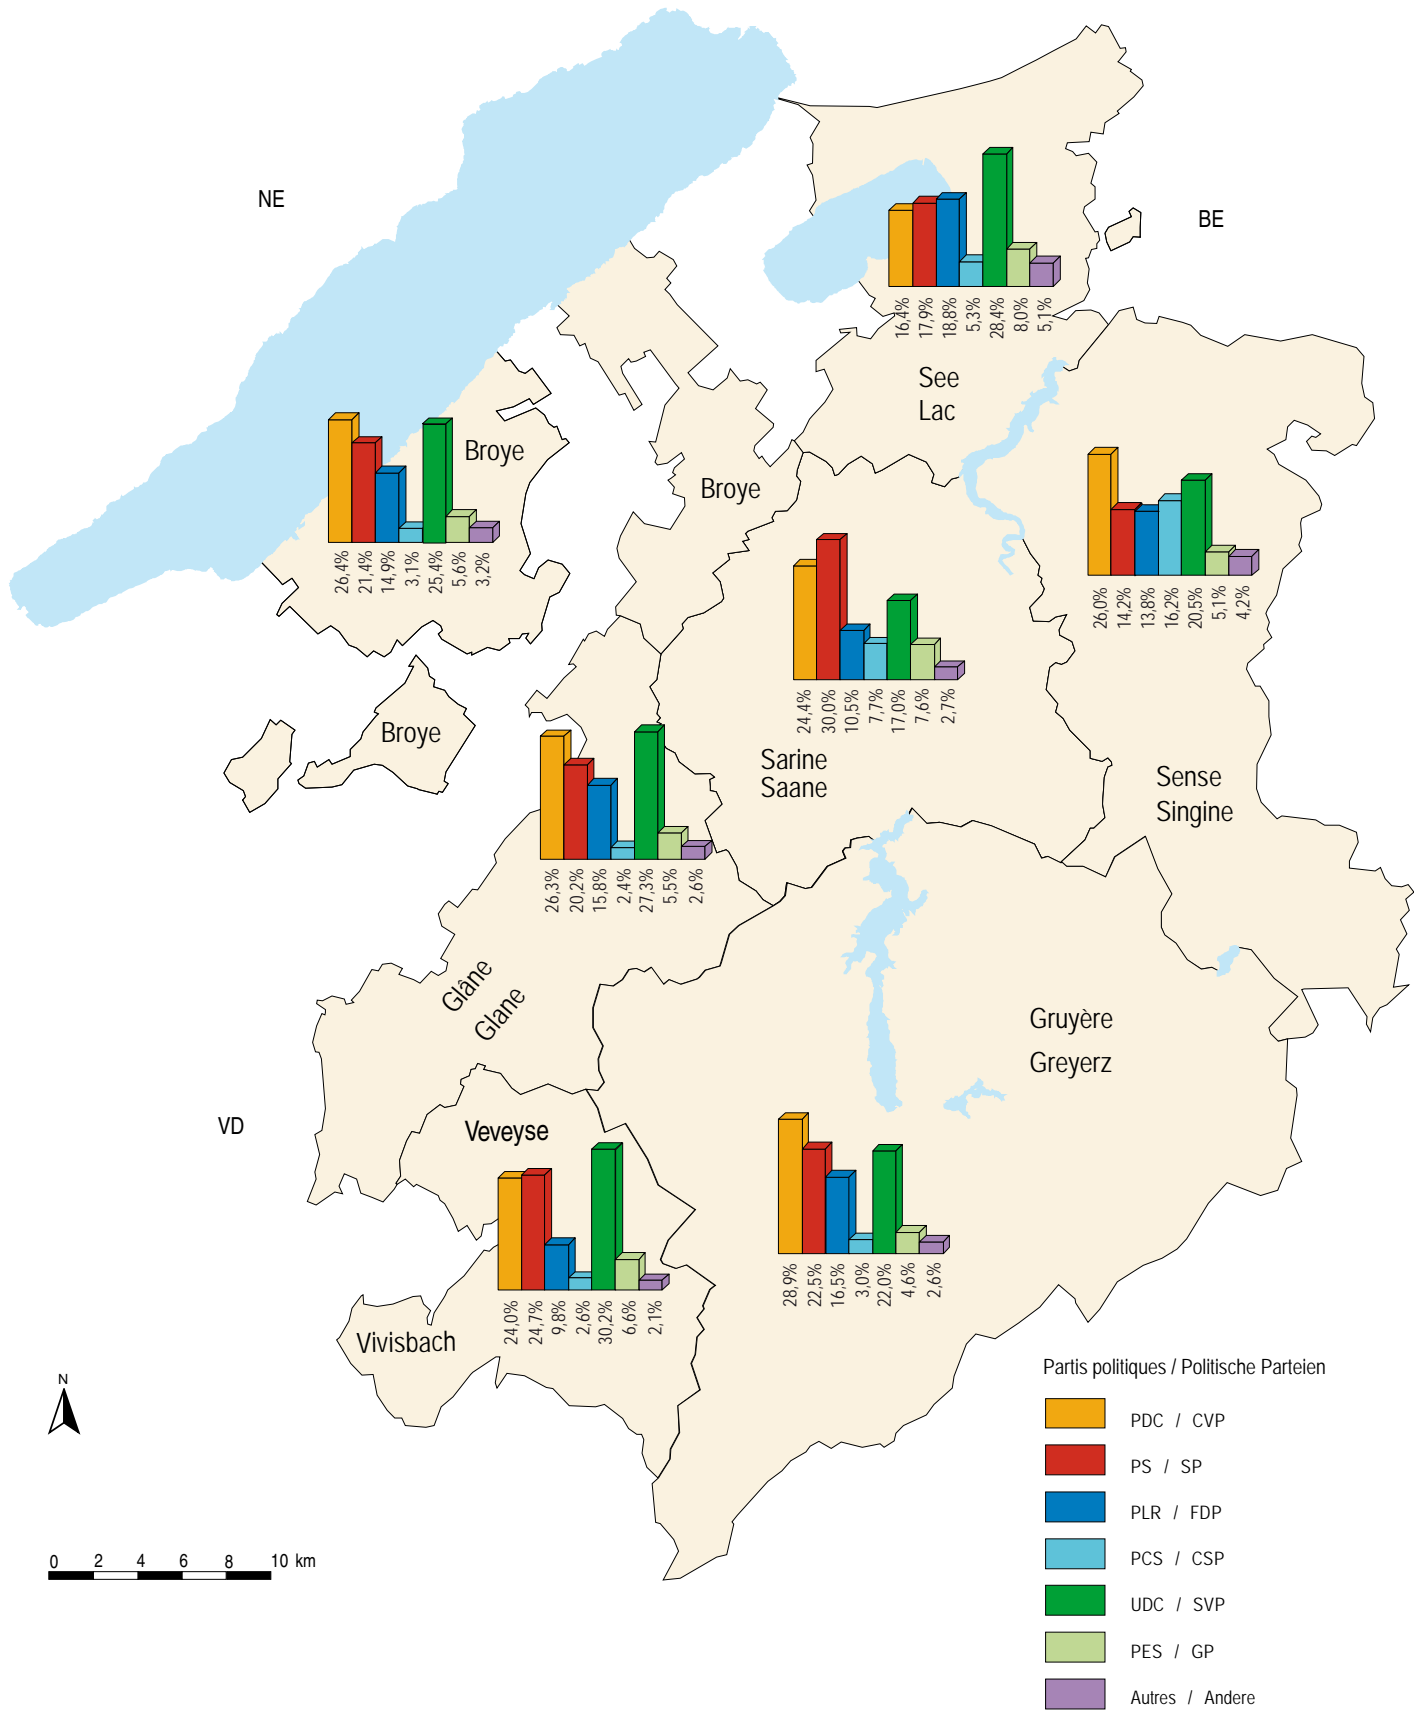 NE
BE
16,4% 17,9% 18,8% 5,3% 28,4% 8,0% 5,1%
See
Lac
Broye
26,4% 21,4% 14,9% 3,1% 25,4% 5,6% 3,2%
Broye
26,0% 14,2% 13,8% 16,2% 20,5% 5,1% 4,2%
24,4% 30,0% 10,5% 7,7% 17,0% 7,6% 2,7%
Broye
Sarine
Saane
Sense
Singine
26,3% 20,2% 15,8% 2,4% 27,3% 5,5% 2,6%
Glâne
Glane
Gruyère
Greyerz
VD
Veveyse
28,9% 22,5% 16,5% 3,0% 22,0% 4,6% 2,6%
24,0% 24,7% 9,8% 2,6% 30,2% 6,6% 2,1%
Vivisbach
N
0 2 4 6 8 10 km
Partis politiques / Politische Parteien
PDC / CVP
PS / SP
PLR / FDP
PCS / CSP
UDC / SVP
PES / GP
Autres / Andere